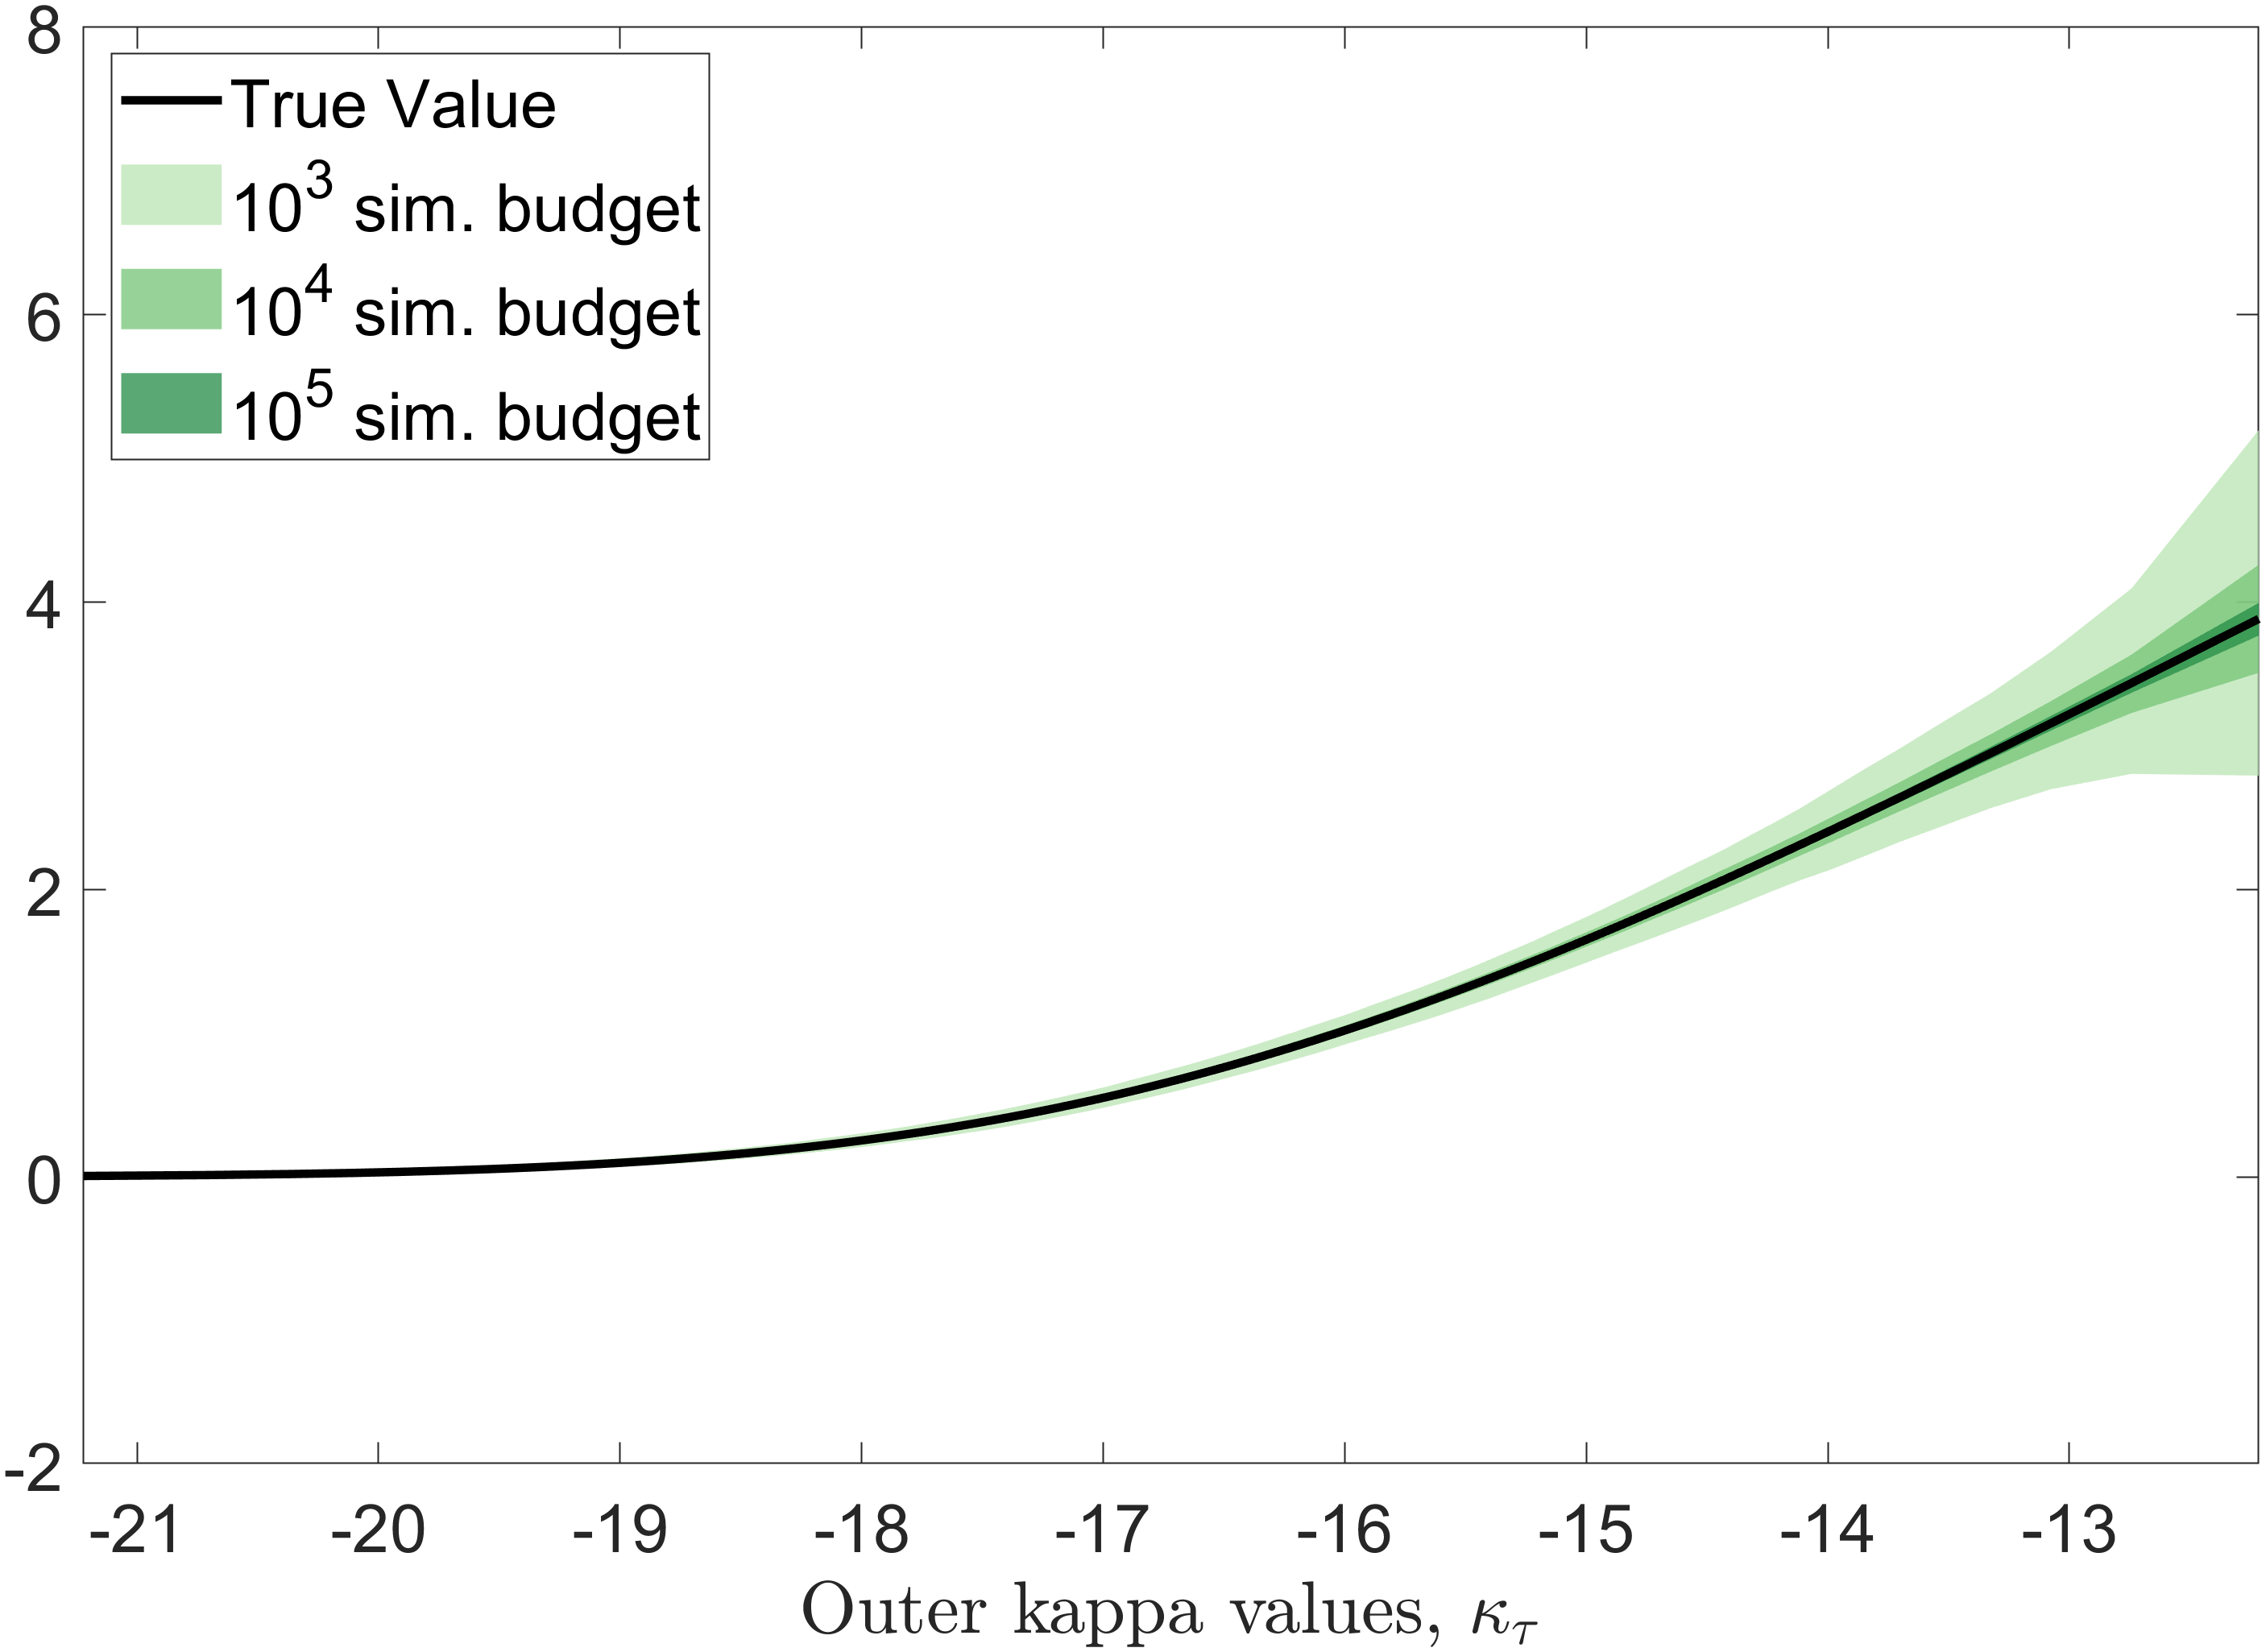 8
6
4
2
0
-2
True Value
10³ sim. budget
10⁴ sim. budget
10⁵ sim. budget
-21 -20 -19 -18 -17 -16 -15 -14 -13
Outer kappa values, κ_τ